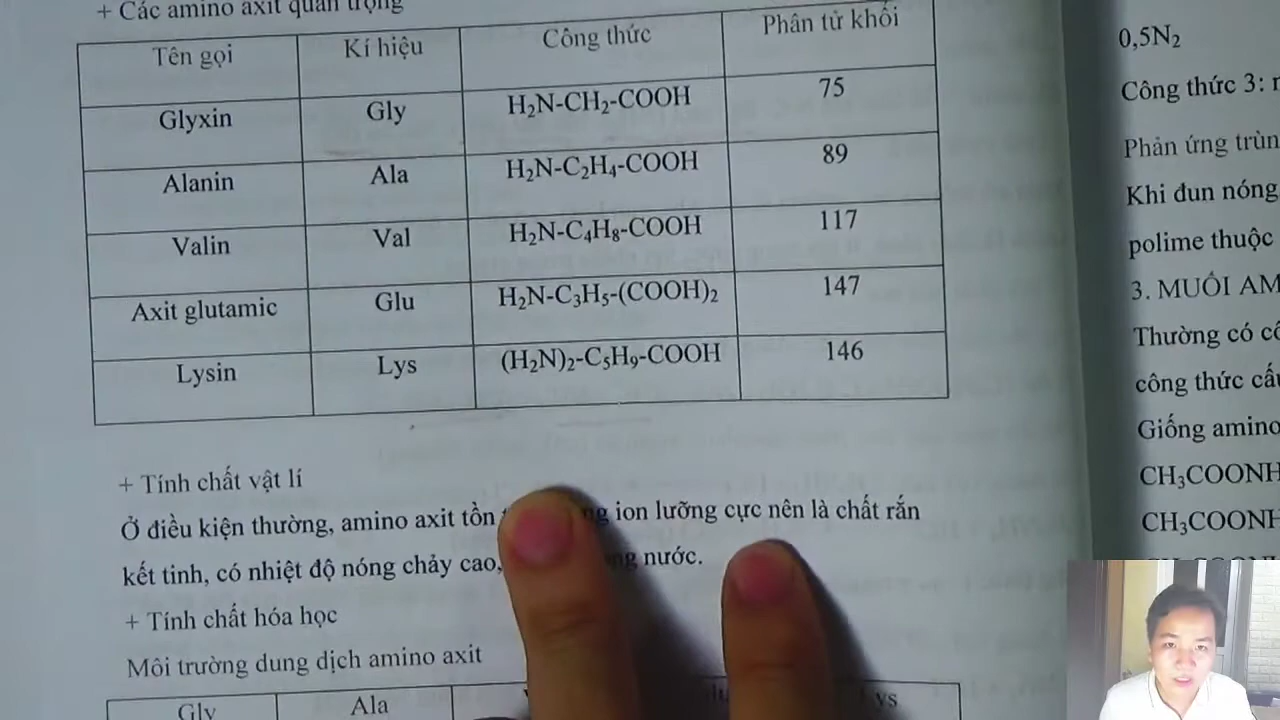 + Các amino axit quan trọng
Tên gọi Kí hiệu Công thức Phân tử khối
Glyxin Gly H₂N-CH₂-COOH 75
Alanin Ala H₂N-C₂H₄-COOH 89
Valin Val H₂N-C₄H₈-COOH 117
Axit glutamic Glu H₂N-C₃H₅-(COOH)₂ 147
Lysin Lys (H₂N)₂-C₅H₉-COOH 146
+ Tính chất vật lí
Ở điều kiện thường, amino axit tồn ion lưỡng cực nên là chất rắn
kết tinh, có nhiệt độ nóng chảy cao, nước.
+ Tính chất hóa học
Môi trường dung dịch amino axit
Gly Ala
0,5N₂
Công thức 3:
Phản ứng
Khi đun nóng
polime thuộc
3. MUỐI
Thường có
công thức
Giống amino
CH₃COONH
CH₃COONH